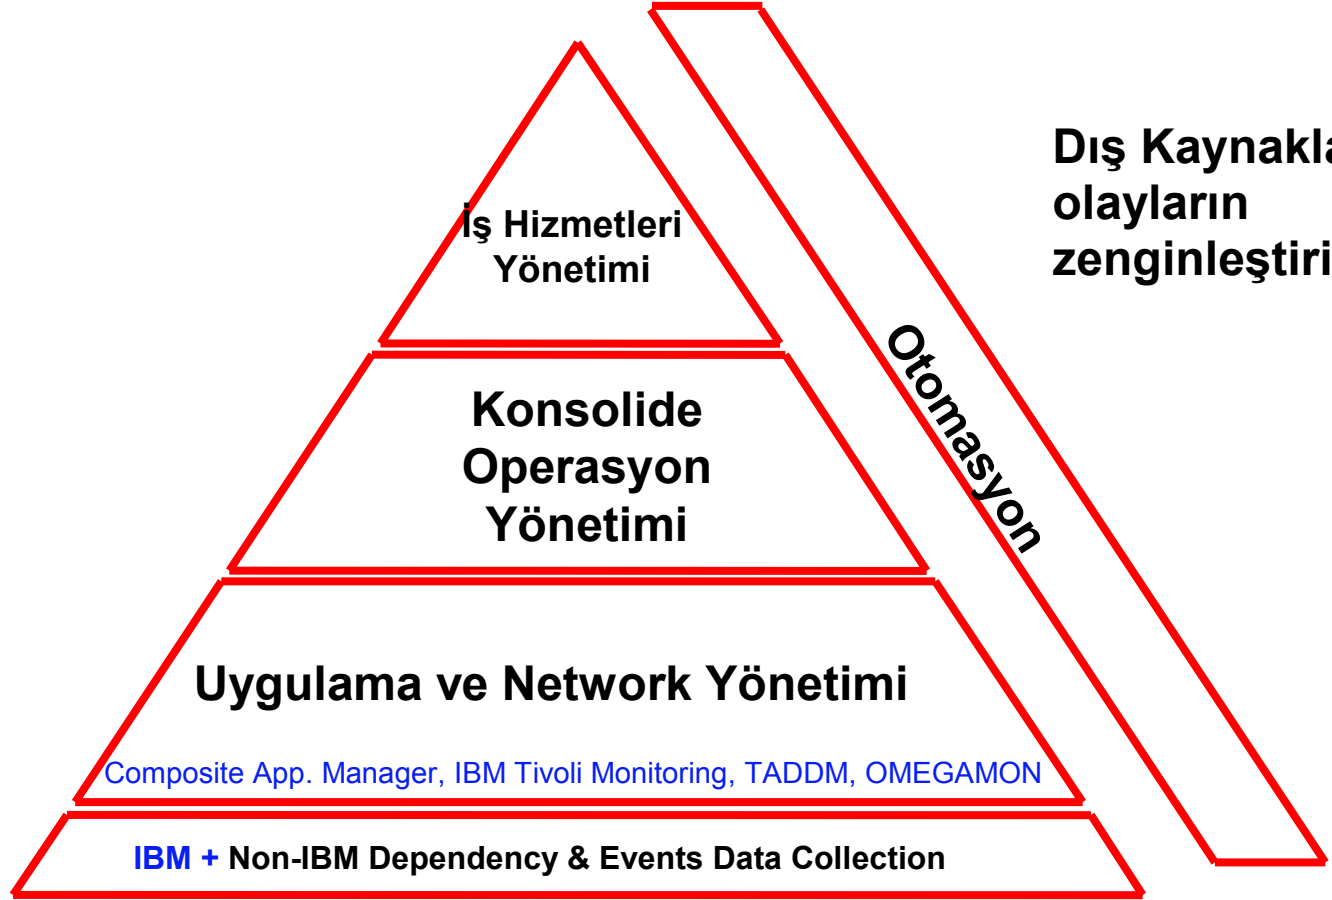 Dış Kaynakla
olayların
zenginleştiri
İş Hizmetleri
Yönetimi
Otomasyon
Konsolide
Operasyon
Yönetimi
Uygulama ve Network Yönetimi
Composite App. Manager, IBM Tivoli Monitoring, TADDM, OMEGAMON
IBM + Non-IBM Dependency & Events Data Collection